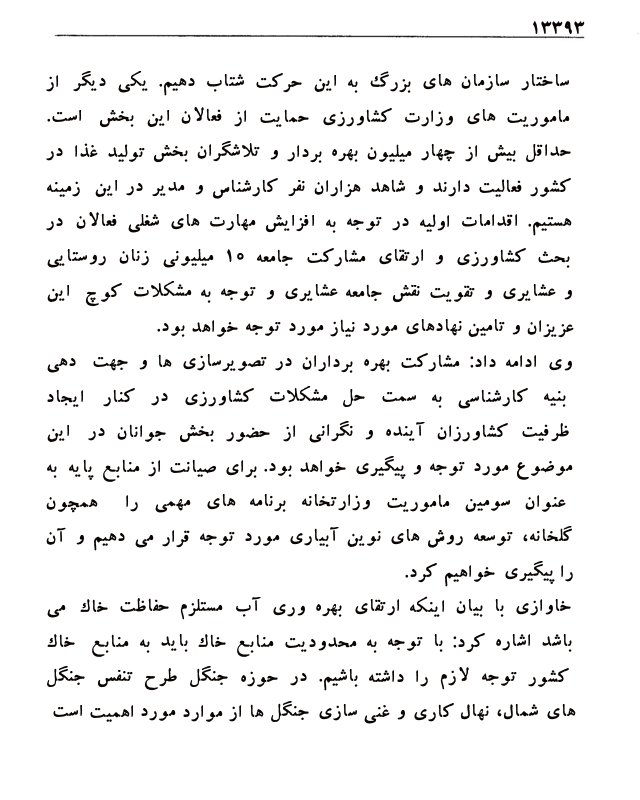 ۱۳۳۹۳
ساختار سازمان های بزرگ به این حرکت شتاب دهیم. یکی دیگر از
ماموریت های وزارت کشاورزی حمایت از فعالان این بخش است.
حداقل بیش از چهار میلیون بهره بردار و تلاشگران بخش تولید غذا در
کشور فعالیت دارند و شاهد هزاران نفر کارشناس و مدیر در این زمینه
هستیم. اقدامات اولیه در توجه به افزایش مهارت های شغلی فعالان در
بحث کشاورزی و ارتقای مشارکت جامعه ۱۵ میلیونی زنان روستایی
و عشایری و تقویت نقش جامعه عشایری و توجه به مشکلات کوچ این
عزیزان و تامین نهادهای مورد نیاز مورد توجه خواهد بود.
وی ادامه داد: مشارکت بهره برداران در تصویرسازی ها و جهت دهی
بنیه کارشناسی به سمت حل مشکلات کشاورزی در کنار ایجاد
ظرفیت کشاورزان آینده و نگرانی از حضور بخش جوانان در این
موضوع مورد توجه و پیگیری خواهد بود. برای صیانت از منابع پایه به
عنوان سومین ماموریت وزارتخانه برنامه های مهمی را همچون
گلخانه، توسعه روش های نوین آبیاری مورد توجه قرار می دهیم و آن
را پیگیری خواهیم کرد.
خاوازی با بیان اینکه ارتقای بهره وری آب مستلزم حفاظت خاک می
باشد اشاره کرد: با توجه به محدودیت منابع خاک باید به منابع خاک
کشور توجه لازم را داشته باشیم. در حوزه جنگل طرح تنفس جنگل
های شمال، نهال کاری و غنی سازی جنگل ها از موارد مورد اهمیت است